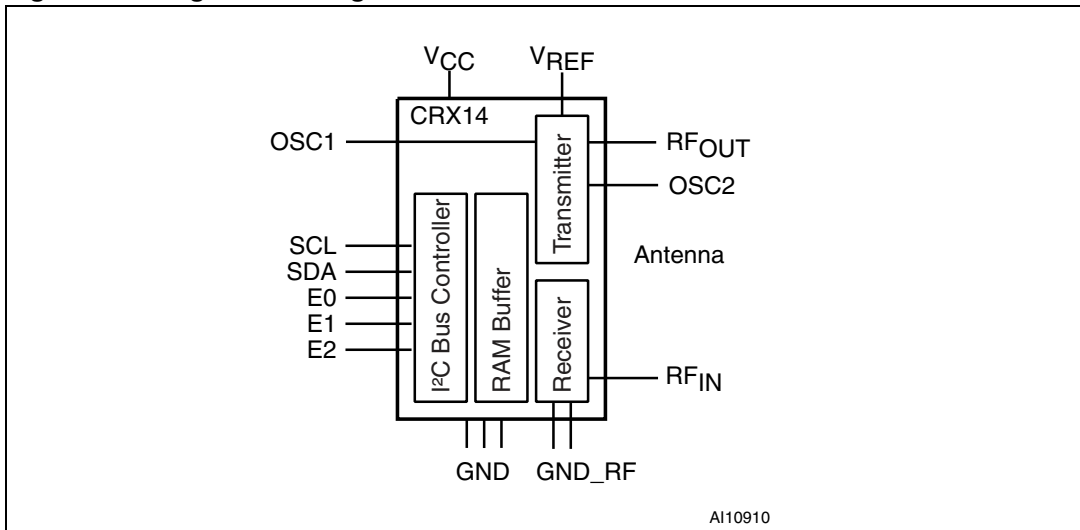 VCC
VREF
CRX14
OSC1
RFOUT
OSC2
Transmitter
I²C Bus Controller
RAM Buffer
Antenna
SCL
SDA
E0
E1
E2
Receiver
RFIN
GND
GND_RF
AI10910